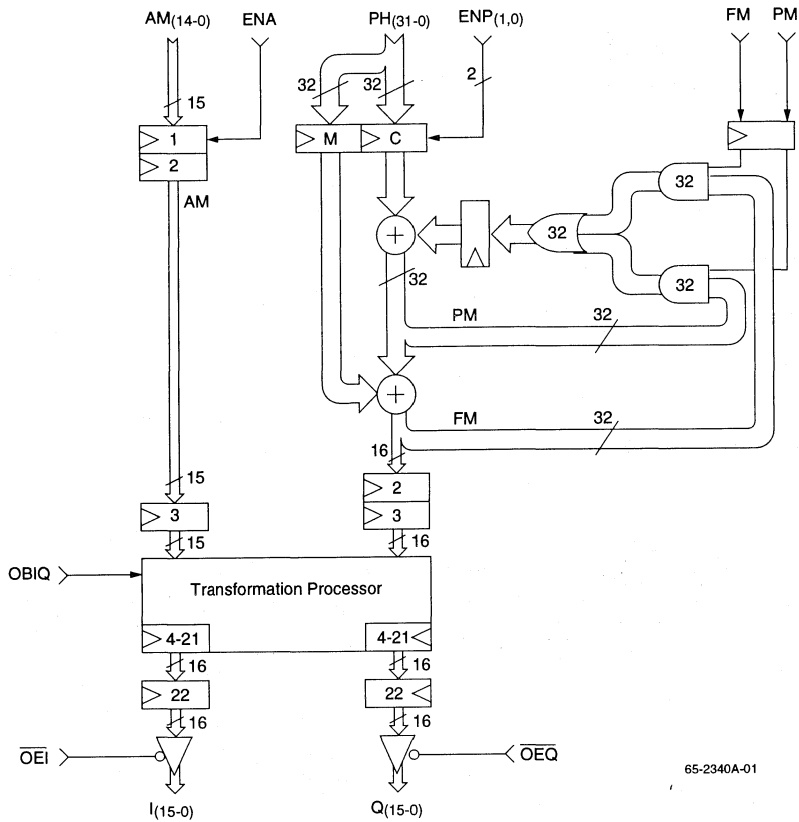 AM(14-0) ENA PH(31-0) ENP(1,0) FM PM
2
32 32
15
1 M C
2
32
AM
32
32
32
32
PM 32
FM 32
16
2
15
3 3
15 16
OBIQ
Transformation Processor
4-21 4-21
16 16
22 22
16 16
OEI OEQ
65-2340A-01
I(15-0) Q(15-0)